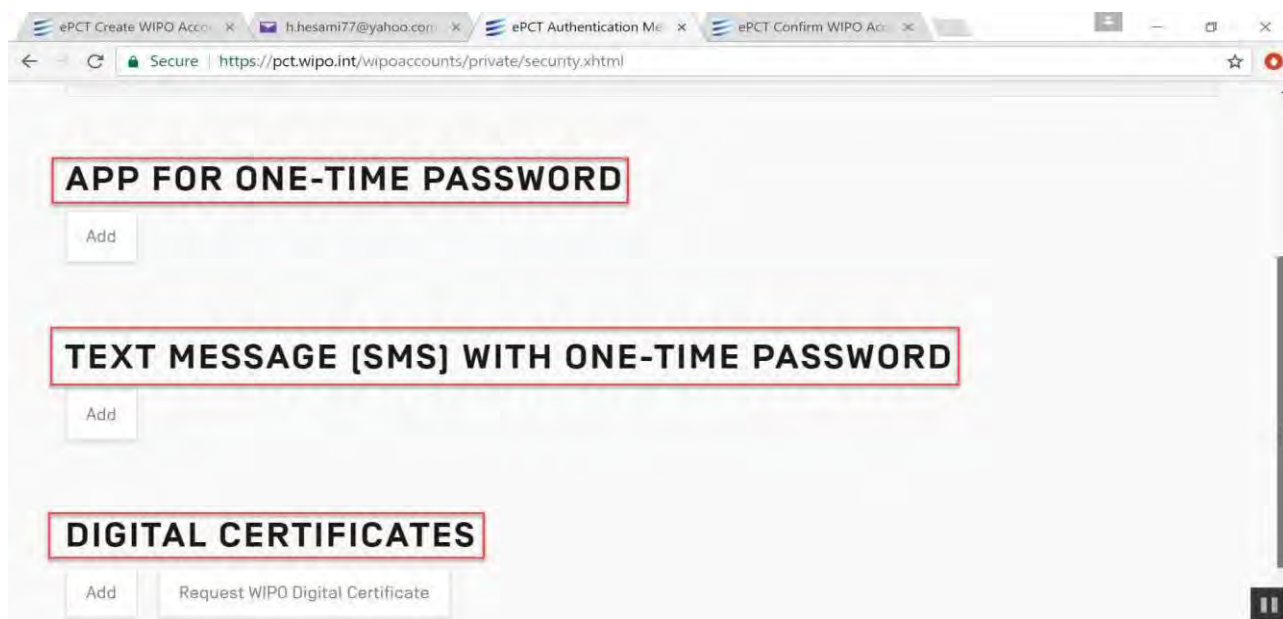 ePCT Create WIPO Acco
h.hesami77@yahoo.com
ePCT Authentication Me
ePCT Confirm WIPO Acc
Secure
https://pct.wipo.int/wipoaccounts/private/security.xhtml
APP FOR ONE-TIME PASSWORD
Add
TEXT MESSAGE (SMS) WITH ONE-TIME PASSWORD
Add
DIGITAL CERTIFICATES
Add
Request WIPO Digital Certificate